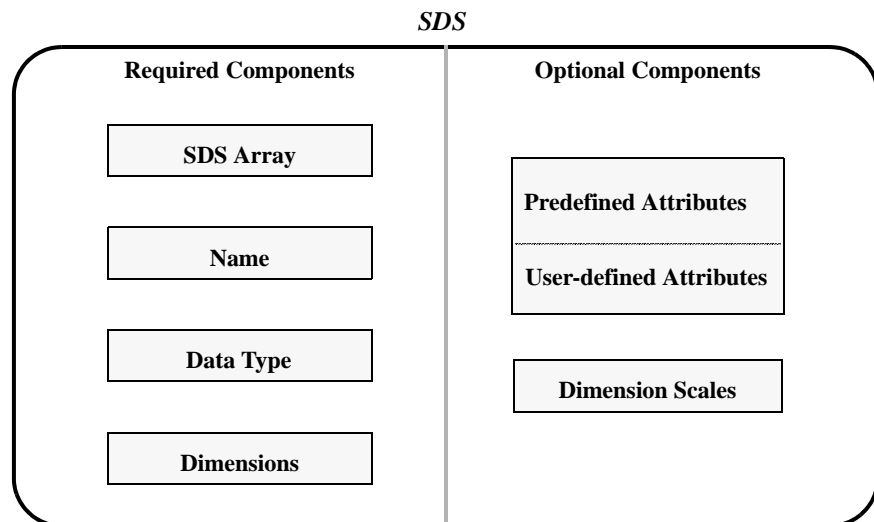 SDS
Required Components
SDS Array
Name
Data Type
Dimensions
Optional Components
Predefined Attributes
User-defined Attributes
Dimension Scales